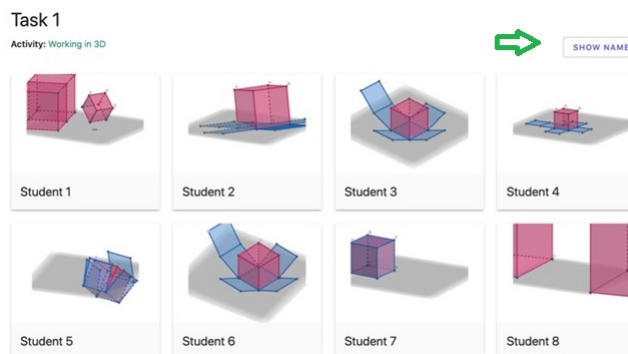 Task 1
Activity: Working in 3D
SHOW NAME
Student 1
Student 2
Student 3
Student 4
Student 5
Student 6
Student 7
Student 8